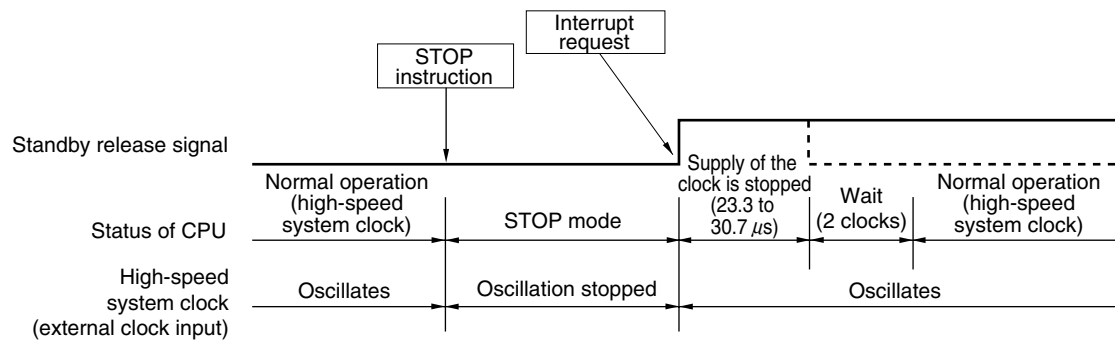 Interrupt
request
STOP
instruction
Standby release signal
Supply of the
clock is stopped
(23.3 to
30.7 μs)
Normal operation
(high-speed
system clock)
STOP mode
Wait
(2 clocks)
Normal operation
(high-speed
system clock)
Status of CPU
High-speed
system clock
(external clock input)
Oscillates
Oscillation stopped
Oscillates